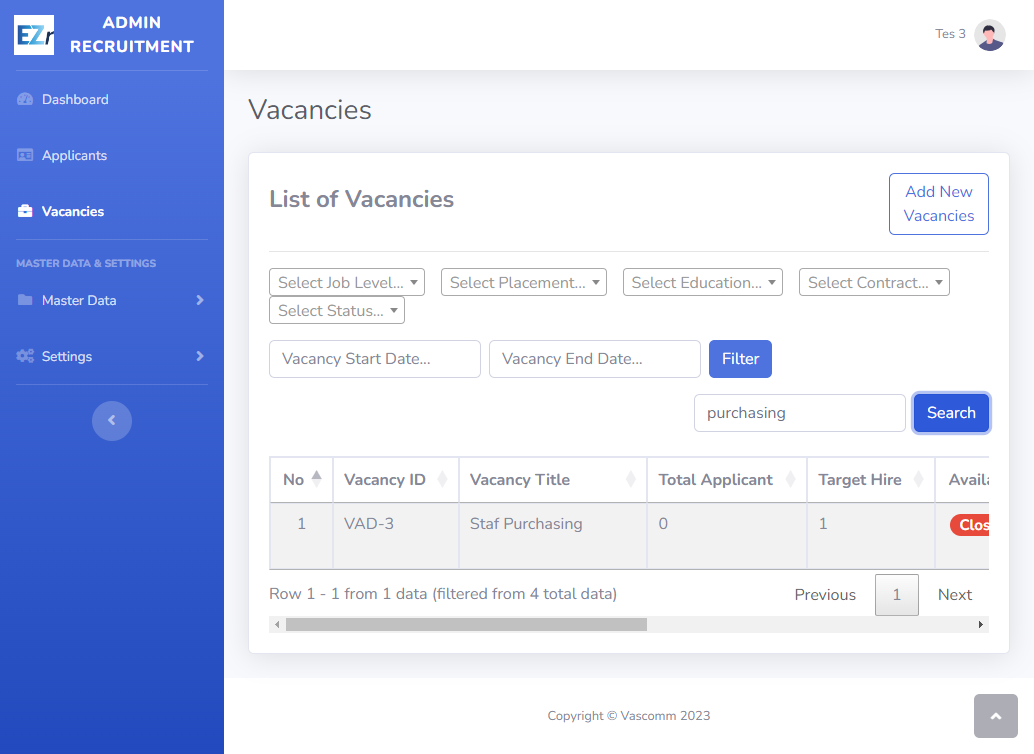 EZr
ADMIN
RECRUITMENT
Tes 3
Dashboard
Applicants
Vacancies
MASTER DATA & SETTINGS
Master Data
Settings
Vacancies
List of Vacancies
Add New
Vacancies
Select Job Level...
Select Placement...
Select Education...
Select Contract...
Select Status...
Vacancy Start Date...
Vacancy End Date...
Filter
purchasing
Search
No
Vacancy ID
Vacancy Title
Total Applicant
Target Hire
Availa
1
VAD-3
Staf Purchasing
0
1
Clos
Row 1 - 1 from 1 data (filtered from 4 total data)
Previous
1
Next
Copyright © Vascomm 2023